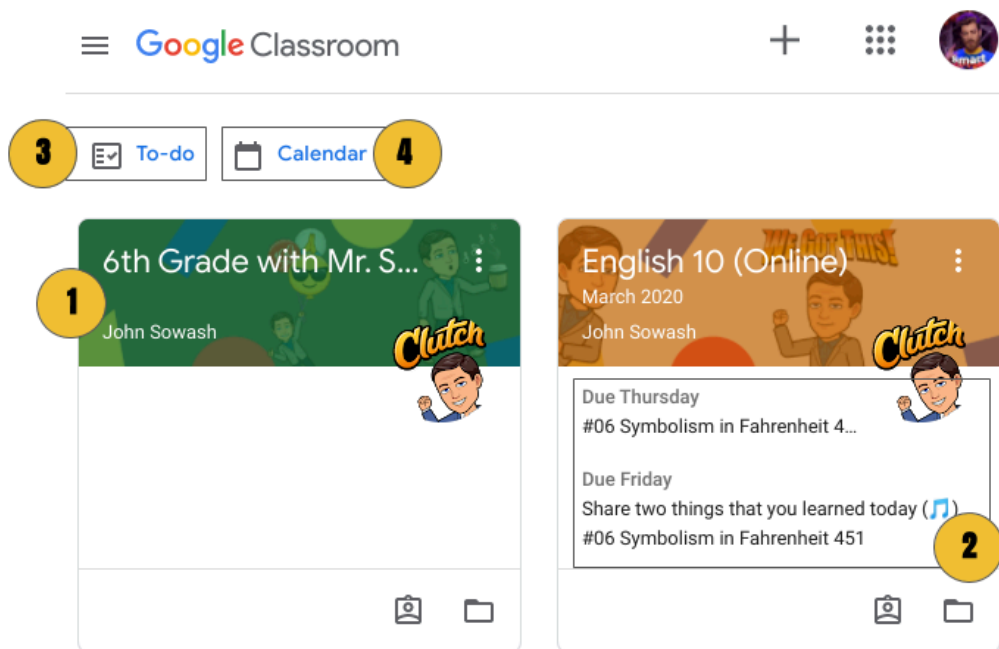 Google Classroom
smart
3 To-do Calendar 4
6th Grade with Mr. S...
1
John Sowash
Clutch
We Got This!
English 10 (Online)
March 2020
John Sowash
Clutch
Due Thursday
#06 Symbolism in Fahrenheit 4...
Due Friday
Share two things that you learned today (🎵)
#06 Symbolism in Fahrenheit 451
2